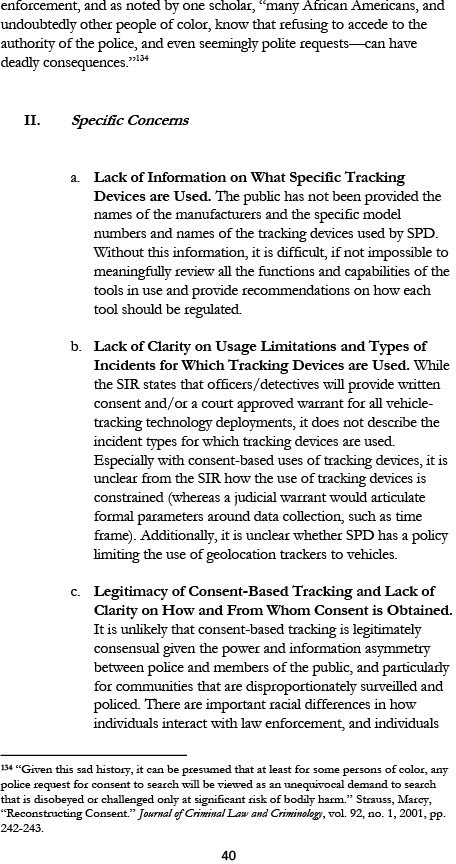 enforcement, and as noted by one scholar, “many African Americans, and
undoubtedly other people of color, know that refusing to accede to the
authority of the police, and even seemingly polite requests—can have
deadly consequences.”134
II. Specific Concerns
a. Lack of Information on What Specific Tracking
Devices are Used. The public has not been provided the
names of the manufacturers and the specific model
numbers and names of the tracking devices used by SPD.
Without this information, it is difficult, if not impossible to
meaningfully review all the functions and capabilities of the
tools in use and provide recommendations on how each
tool should be regulated.
b. Lack of Clarity on Usage Limitations and Types of
Incidents for Which Tracking Devices are Used. While
the SIR states that officers/detectives will provide written
consent and/or a court approved warrant for all vehicle-
tracking technology deployments, it does not describe the
incident types for which tracking devices are used.
Especially with consent-based uses of tracking devices, it is
unclear from the SIR how the use of tracking devices is
constrained (whereas a judicial warrant would articulate
formal parameters around data collection, such as time
frame). Additionally, it is unclear whether SPD has a policy
limiting the use of geolocation trackers to vehicles.
c. Legitimacy of Consent-Based Tracking and Lack of
Clarity on How and From Whom Consent is Obtained.
It is unlikely that consent-based tracking is legitimately
consensual given the power and information asymmetry
between police and members of the public, and particularly
for communities that are disproportionately surveilled and
policed. There are important racial differences in how
individuals interact with law enforcement, and individuals
134 “Given this sad history, it can be presumed that at least for some persons of color, any
police request for consent to search will be viewed as an unequivocal demand to search
that is disobeyed or challenged only at significant risk of bodily harm.” Strauss, Marcy,
“Reconstructing Consent.” Journal of Criminal Law and Criminology, vol. 92, no. 1, 2001, pp.
242-243.
40